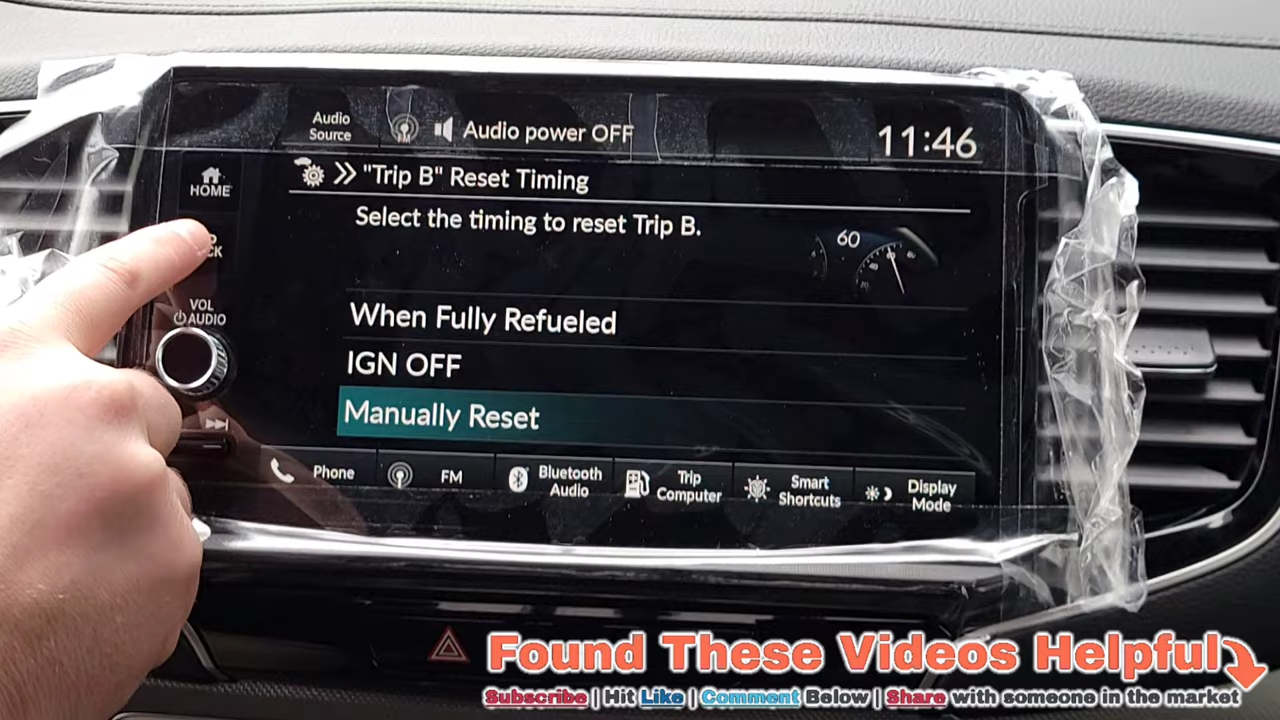 Audio
Source
Audio power OFF
11:46
HOME
"Trip B" Reset Timing
Select the timing to reset Trip B.
60
VOL
AUDIO
When Fully Refueled
IGN OFF
Manually Reset
Phone
FM
Bluetooth
Audio
Trip
Computer
Smart
Shortcuts
Display
Mode
Found These Videos Helpful
Subscribe | Hit Like | Comment Below | Share with someone in the market